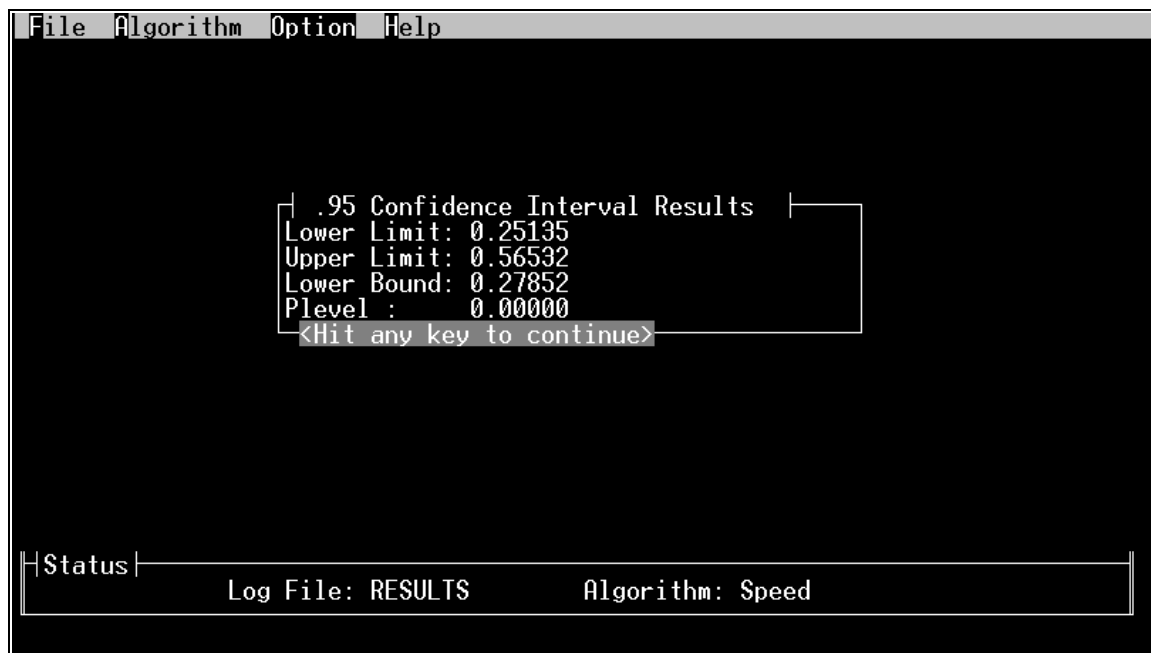 File Algorithm Option Help
.95 Confidence Interval Results
Lower Limit: 0.25135
Upper Limit: 0.56532
Lower Bound: 0.27852
Plevel : 0.00000
<Hit any key to continue>
Status
Log File: RESULTS Algorithm: Speed